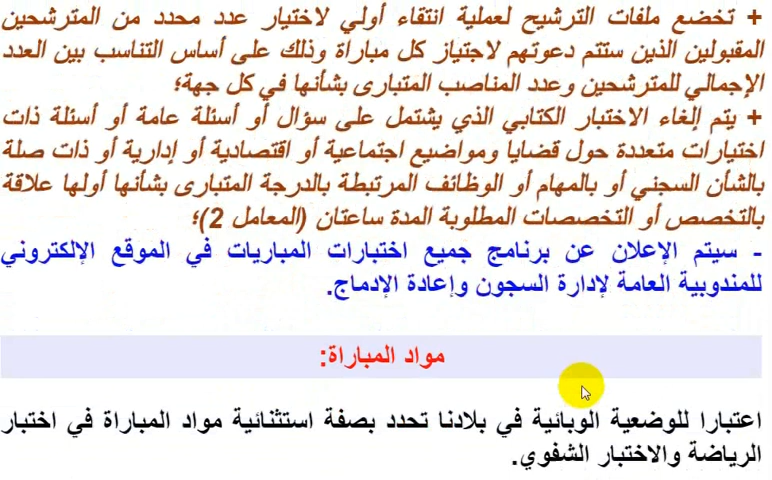 + تخضع ملفات الترشيح لعملية انتقاء أولي لاختيار عدد محدد من المترشحين
المقبولين الذين ستتم دعوتهم لاجتياز كل مباراة وذلك على أساس التناسب بين العدد
الإجمالي للمترشحين وعدد المناصب المتبارى بشأنها في كل جهة؛
+ يتم إلغاء الاختبار الكتابي الذي يشتمل على سؤال أو أسئلة عامة أو أسئلة ذات
اختيارات متعددة حول قضايا ومواضيع اجتماعية أو اقتصادية أو إدارية أو ذات صلة
بالشأن السجني أو بالمهام أو الوظائف المرتبطة بالدرجة المتبارى بشأنها أولها علاقة
بالتخصص أو التخصصات المطلوبة المدة ساعتان (المعامل 2)؛
- سيتم الإعلان عن برنامج جميع اختبارات المباريات في الموقع الإلكتروني
للمندوبية العامة لإدارة السجون وإعادة الإدماج.
مواد المباراة:
اعتبارا للوضعية الوبائية في بلادنا تحدد بصفة استثنائية مواد المباراة في اختبار
الرياضة والاختبار الشفوي.